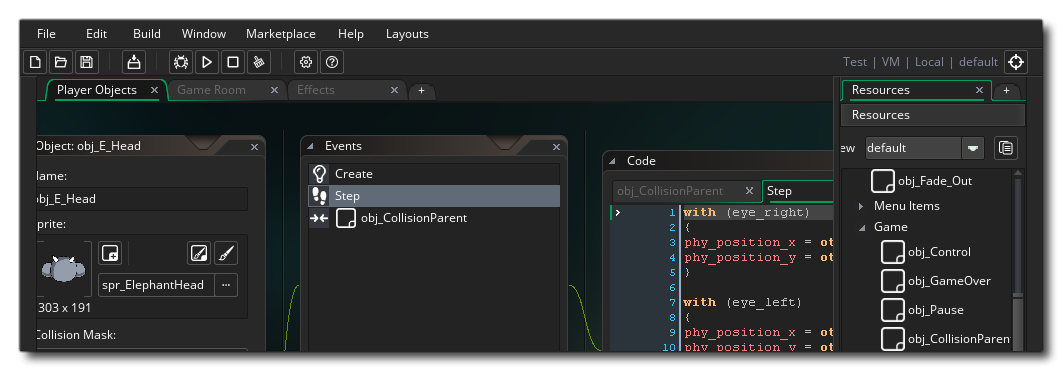 File Edit Build Window Marketplace Help Layouts
Test | VM | Local | default
Player Objects × Game Room × Effects × +
Resources × +
Resources
Object: obj_E_Head ×
ame:
obj_E_Head
prite:
spr_ElephantHead ...
303 x 191
Collision Mask:
Events ×
Create
Step
obj_CollisionParent
Code
obj_CollisionParent × Step
1 with (eye_right)
2 {
3 phy_position_x = ot
4 phy_position_y = ot
5 }
6
7 with (eye_left)
8 {
9 phy_position_x = ot
10 phy_position_y = ot
ew default
obj_Fade_Out
Menu Items
Game
obj_Control
obj_GameOver
obj_Pause
obj_CollisionParen